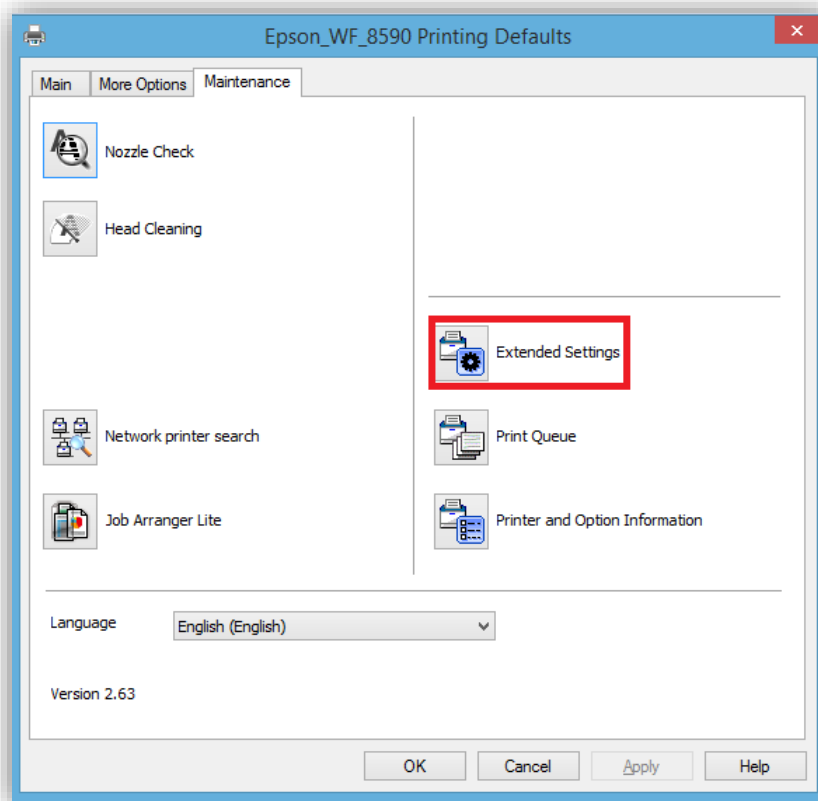 Epson_WF_8590 Printing Defaults
Main
More Options
Maintenance
Nozzle Check
Head Cleaning
Network printer search
Job Arranger Lite
Extended Settings
Print Queue
Printer and Option Information
Language
English (English)
Version 2.63
OK
Cancel
Apply
Help